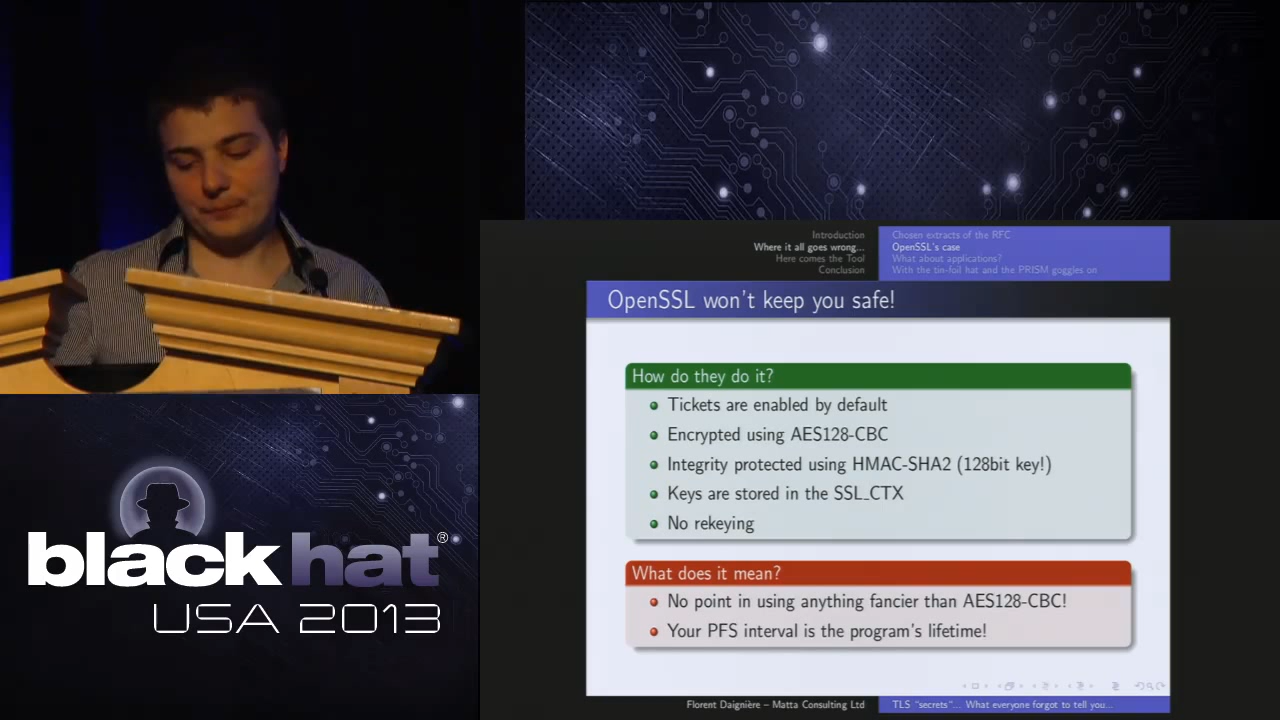 Introduction
Where it all goes wrong...
Here comes the Tool
Conclusion
Chosen extracts of the RFC
OpenSSL's case
What about applications?
With the tin-foil hat and the PRISM goggles on
OpenSSL won't keep you safe!
How do they do it?
Tickets are enabled by default
Encrypted using AES128-CBC
Integrity protected using HMAC-SHA2 (128bit key!)
Keys are stored in the SSL_CTX
No rekeying
What does it mean?
No point in using anything fancier than AES128-CBC!
Your PFS interval is the program's lifetime!
Florent Daignière – Matta Consulting Ltd
TLS "secrets"... What everyone forgot to tell you...
black hat®
USA 2013